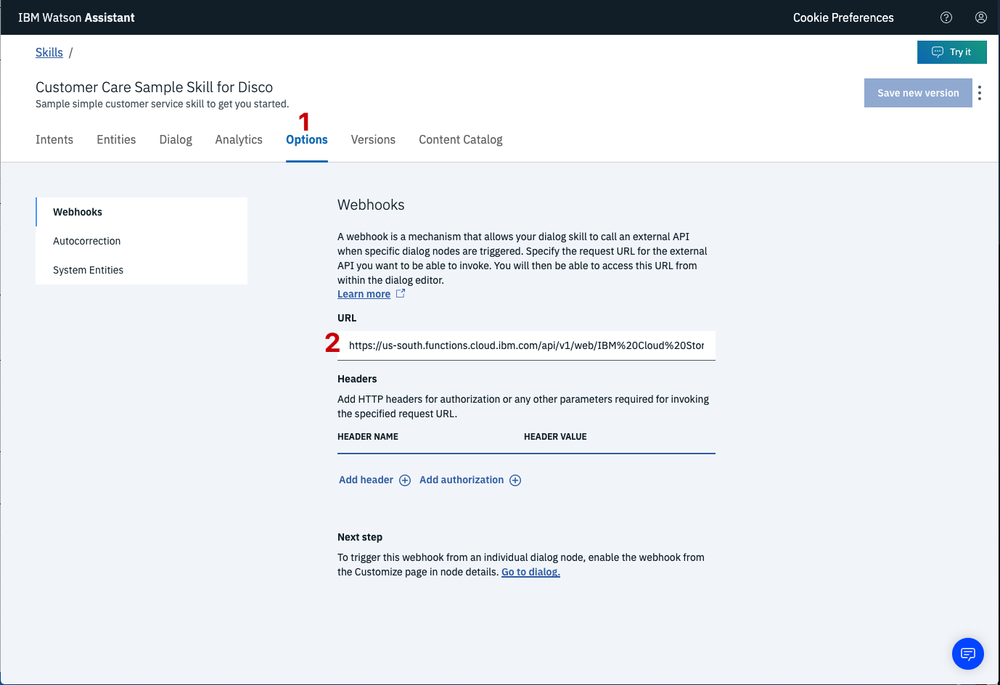 IBM Watson Assistant
Cookie Preferences
Skills /
Try it
Customer Care Sample Skill for Disco
Save new version
Sample simple customer service skill to get you started.
1
Intents Entities Dialog Analytics Options Versions Content Catalog
Webhooks
Autocorrection
System Entities
Webhooks
A webhook is a mechanism that allows your dialog skill to call an external API
when specific dialog nodes are triggered. Specify the request URL for the external
API you want to be able to invoke. You will then be able to access this URL from
within the dialog editor.
Learn more
URL
2
https://us-south.functions.cloud.ibm.com/api/v1/web/IBM%20Cloud%20Stor
Headers
Add HTTP headers for authorization or any other parameters required for invoking
the specified request URL.
HEADER NAME HEADER VALUE
Add header Add authorization
Next step
To trigger this webhook from an individual dialog node, enable the webhook from
the Customize page in node details. Go to dialog.